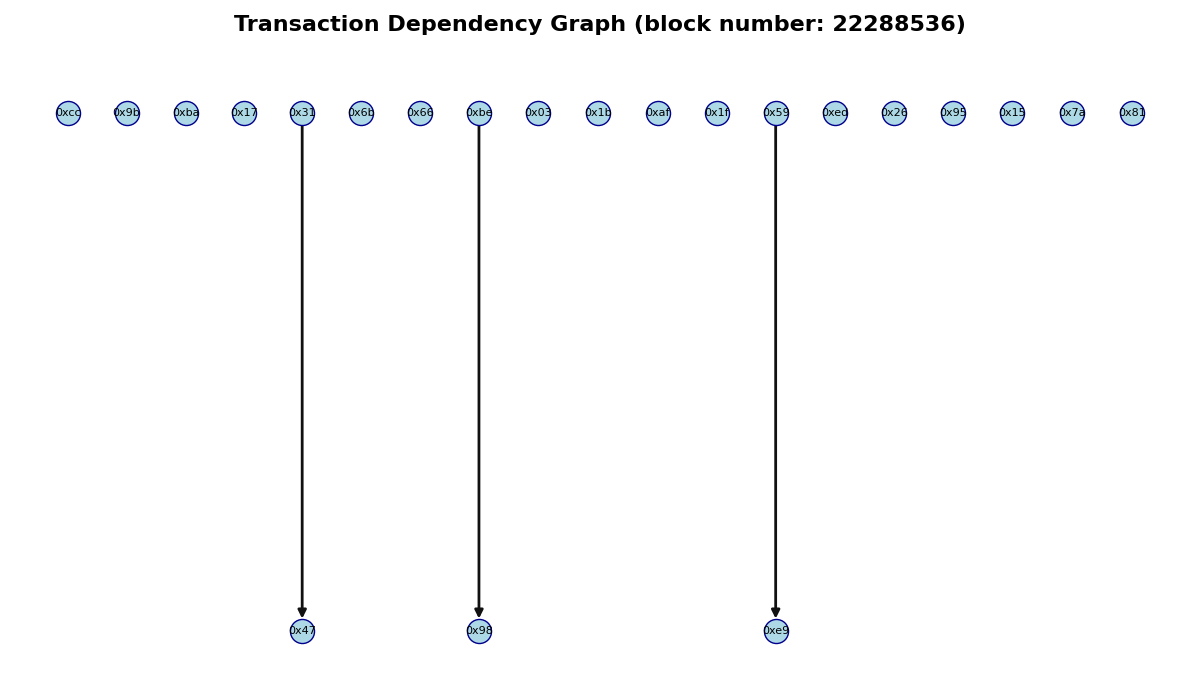 Transaction Dependency Graph (block number: 22288536)
0xcc 0x9b 0xba 0x17 0x31 0x6b 0x66 0xbe 0x03 0x1b 0xaf 0x1f 0x59 0xed 0x26 0x95 0x15 0x7a 0x81
0x47 0x98 0xe9